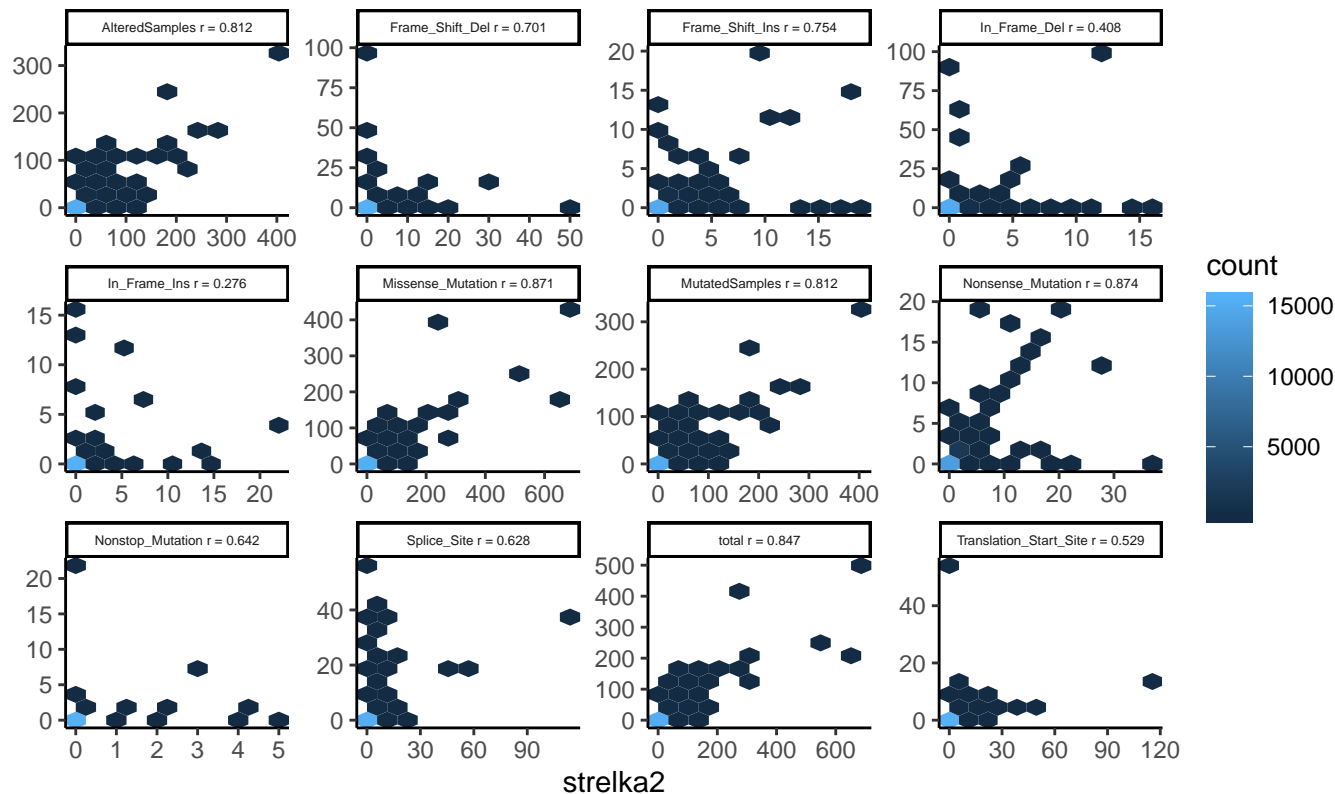 AlteredSamples r = 0.812
Frame_Shift_Del r = 0.701
Frame_Shift_Ins r = 0.754
In_Frame_Del r = 0.408
300
200
100
0
0 100 200 300 400
100
75
50
25
0
0 10 20 30 40 50
20
15
10
5
0
0 5 10 15
100
75
50
25
0
0 5 10 15
In_Frame_Ins r = 0.276
Missense_Mutation r = 0.871
MutatedSamples r = 0.812
Nonsense_Mutation r = 0.874
15
10
5
0
0 5 10 15 20
400
300
200
100
0
0 200 400 600
300
200
100
0
0 100 200 300 400
20
15
10
5
0
0 10 20 30
Nonstop_Mutation r = 0.642
Splice_Site r = 0.628
total r = 0.847
Translation_Start_Site r = 0.529
20
15
10
5
0
0 1 2 3 4 5
40
20
0
0 30 60 90
500
400
300
200
100
0
0 200 400 600
40
20
0
0 30 60 90 120
strelka2
count
15000
10000
5000